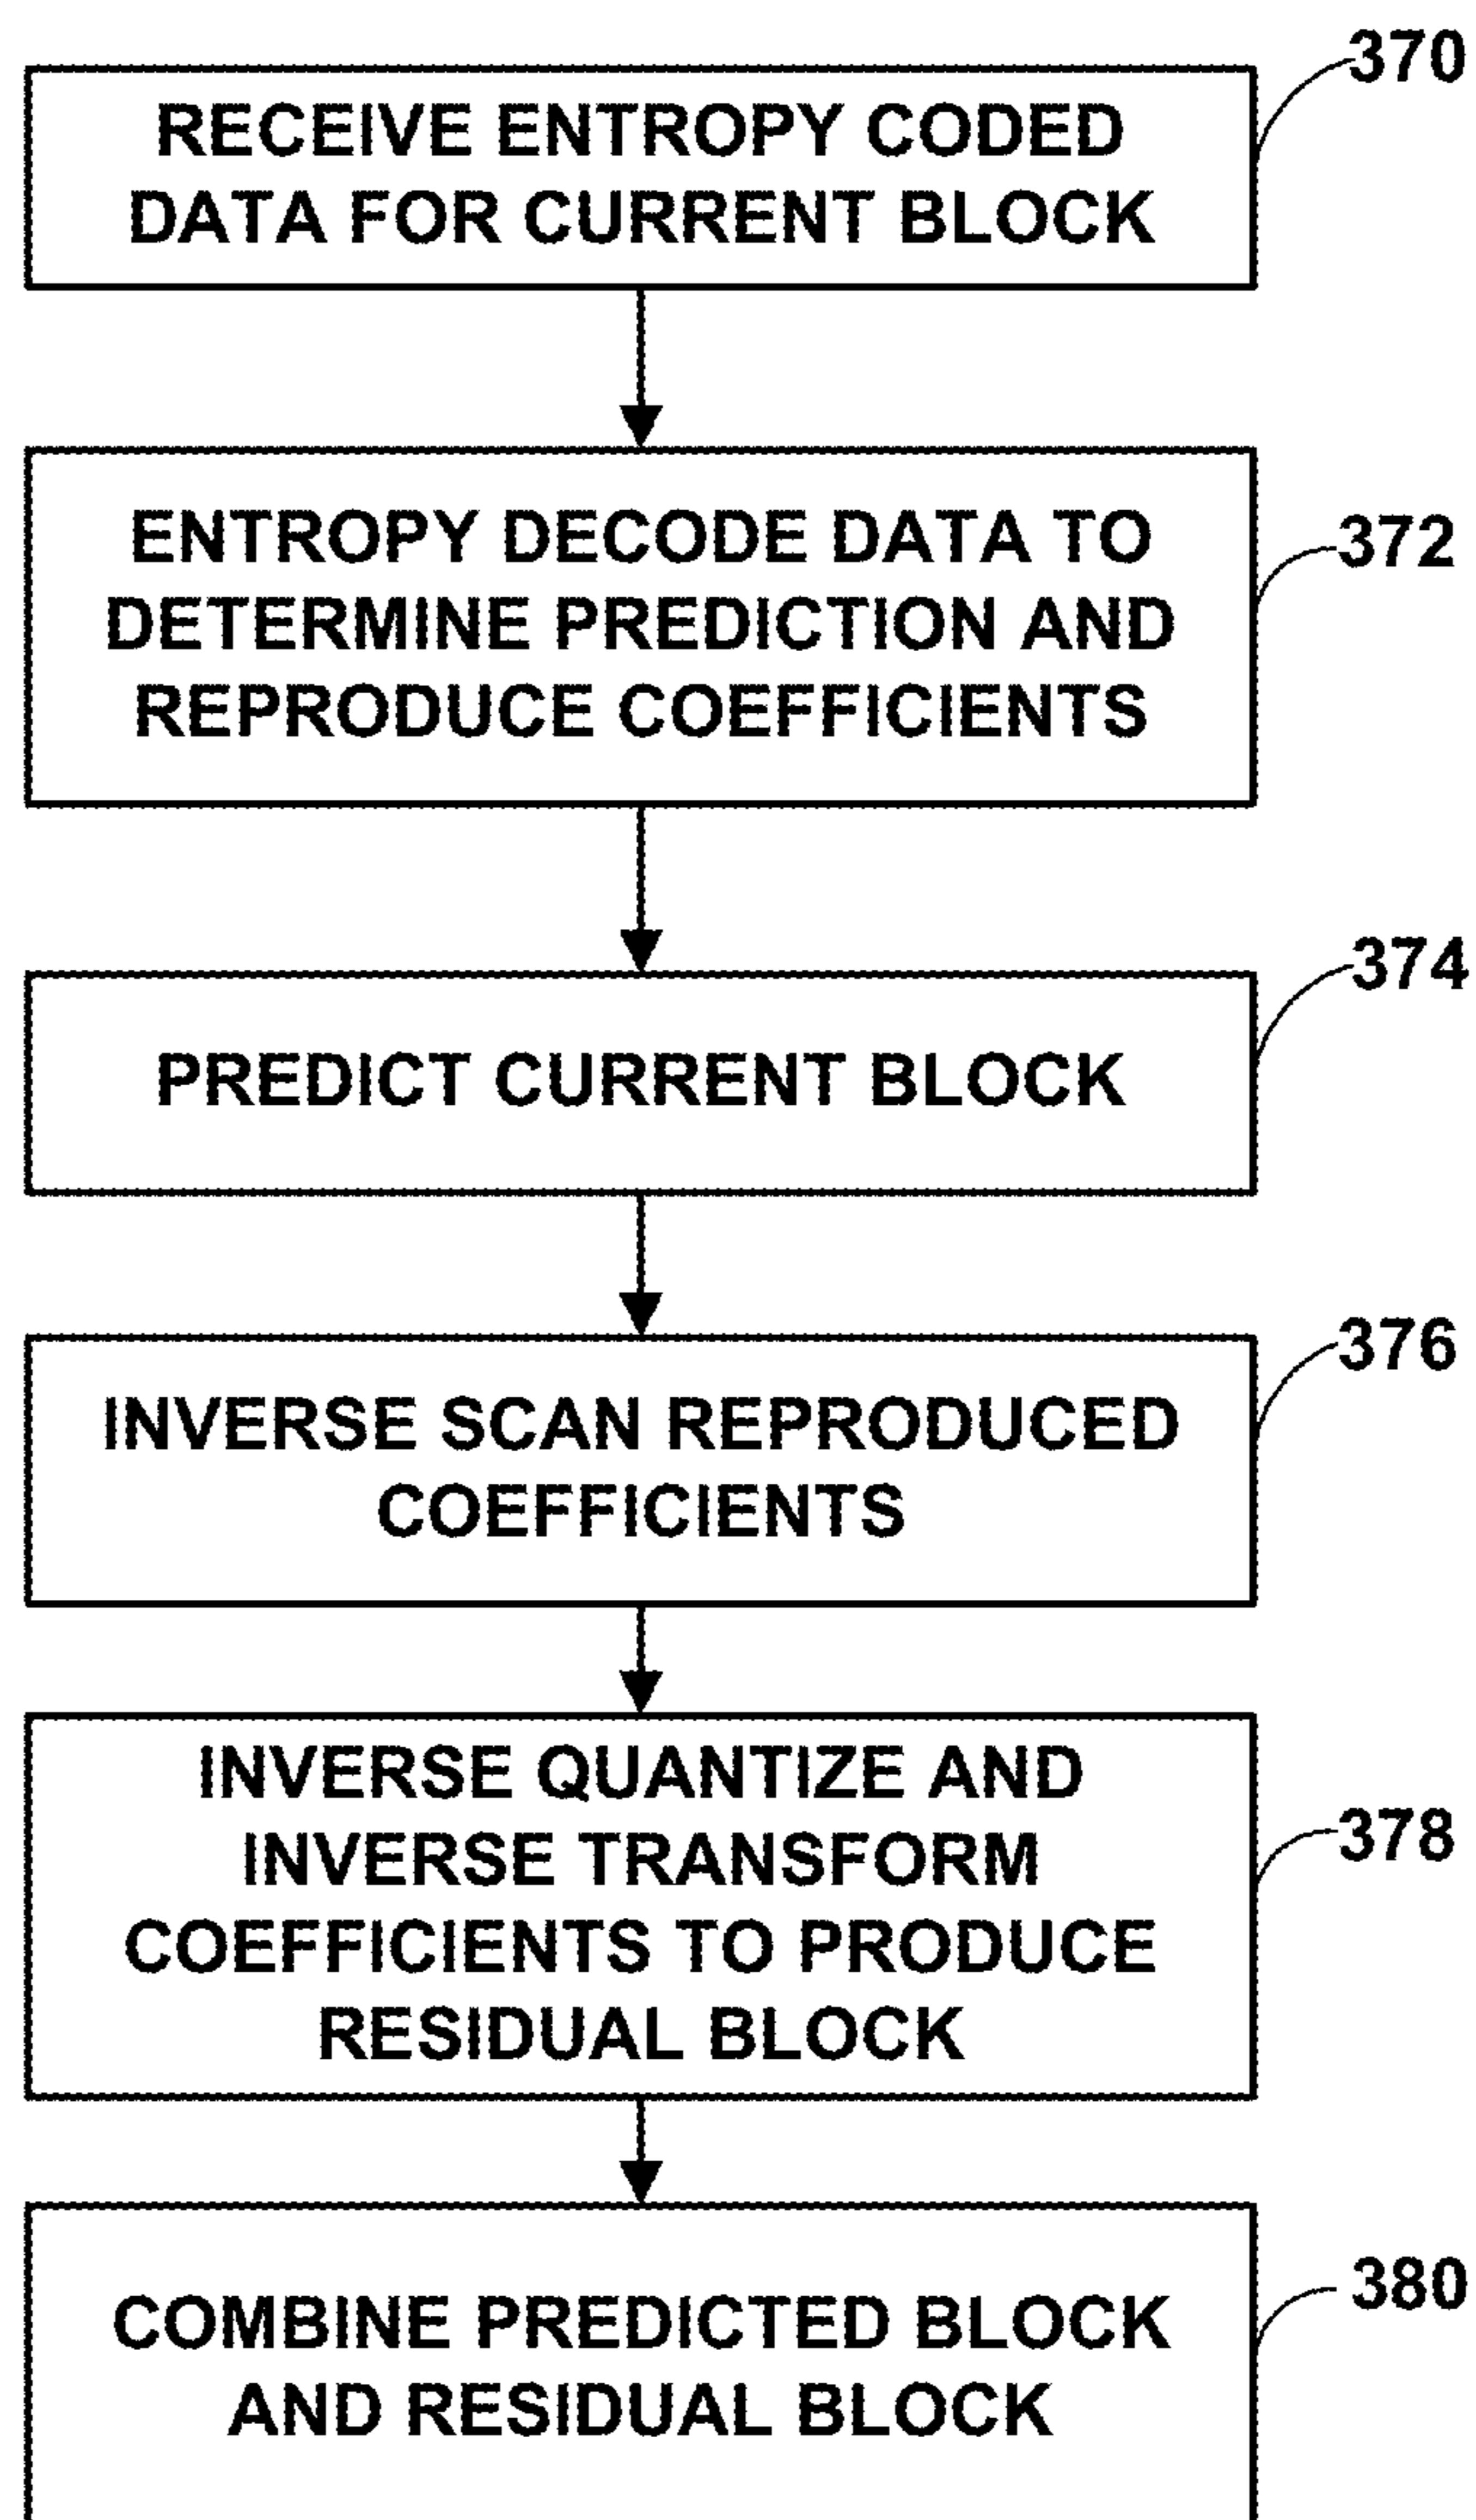 370
RECEIVE ENTROPY CODED
DATA FOR CURRENT BLOCK
372
ENTROPY DECODE DATA TO
DETERMINE PREDICTION AND
REPRODUCE COEFFICIENTS
374
PREDICT CURRENT BLOCK
376
INVERSE SCAN REPRODUCED
COEFFICIENTS
378
INVERSE QUANTIZE AND
INVERSE TRANSFORM
COEFFICIENTS TO PRODUCE
RESIDUAL BLOCK
380
COMBINE PREDICTED BLOCK
AND RESIDUAL BLOCK